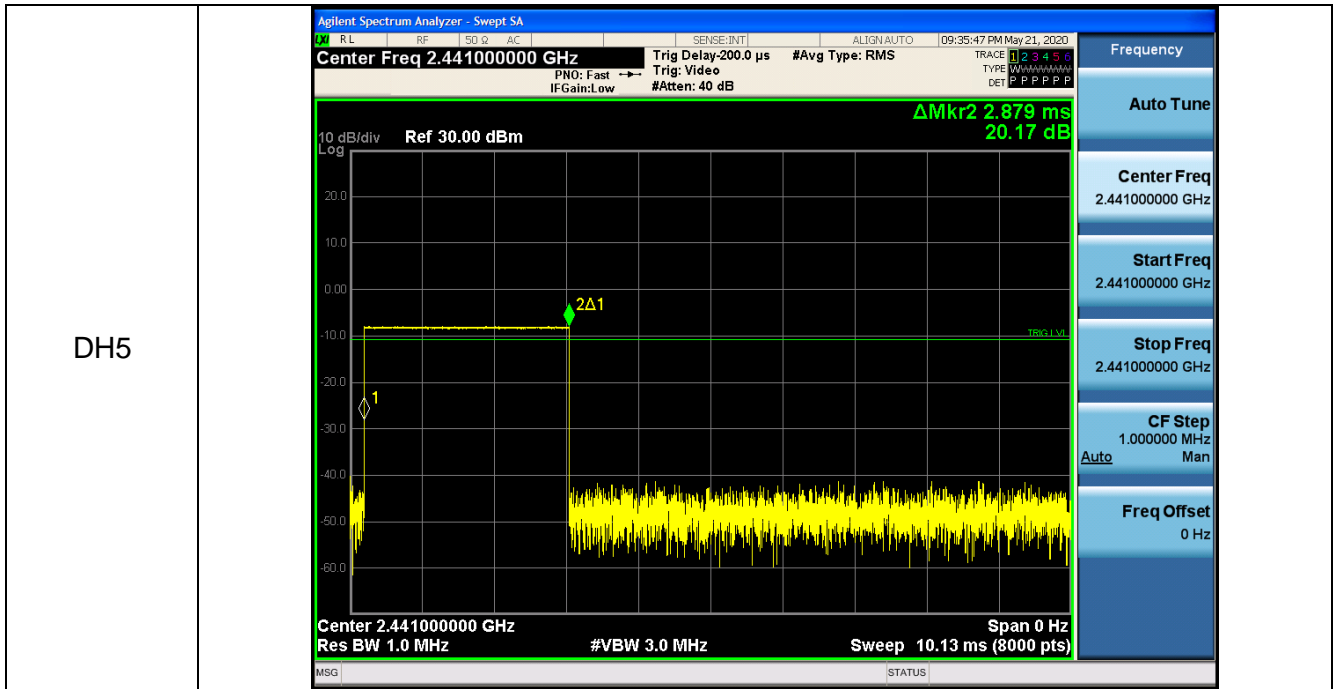 DH5
Agilent Spectrum Analyzer - Swept SA
LXI RL RF 50 Ω AC SENSE:INT ALIGN AUTO 09:35:47 PM May 21, 2020
Center Freq 2.441000000 GHz
PNO: Fast
IFGain:Low
Trig Delay-200.0 µs
Trig: Video
#Atten: 40 dB
#Avg Type: RMS
TRACE 1 2 3 4 5 6
TYPE WWWWWW
DET P P P P P P
ΔMkr2 2.879 ms
20.17 dB
10 dB/div Ref 30.00 dBm
Log
20.0
10.0
0.00
-10.0
-20.0
-30.0
-40.0
-50.0
-60.0
2Δ1
TRIG LVL
1
Center 2.441000000 GHz Span 0 Hz
Res BW 1.0 MHz #VBW 3.0 MHz Sweep 10.13 ms (8000 pts)
MSG STATUS
Frequency
Auto Tune
Center Freq
2.441000000 GHz
Start Freq
2.441000000 GHz
Stop Freq
2.441000000 GHz
CF Step
1.000000 MHz
Auto Man
Freq Offset
0 Hz